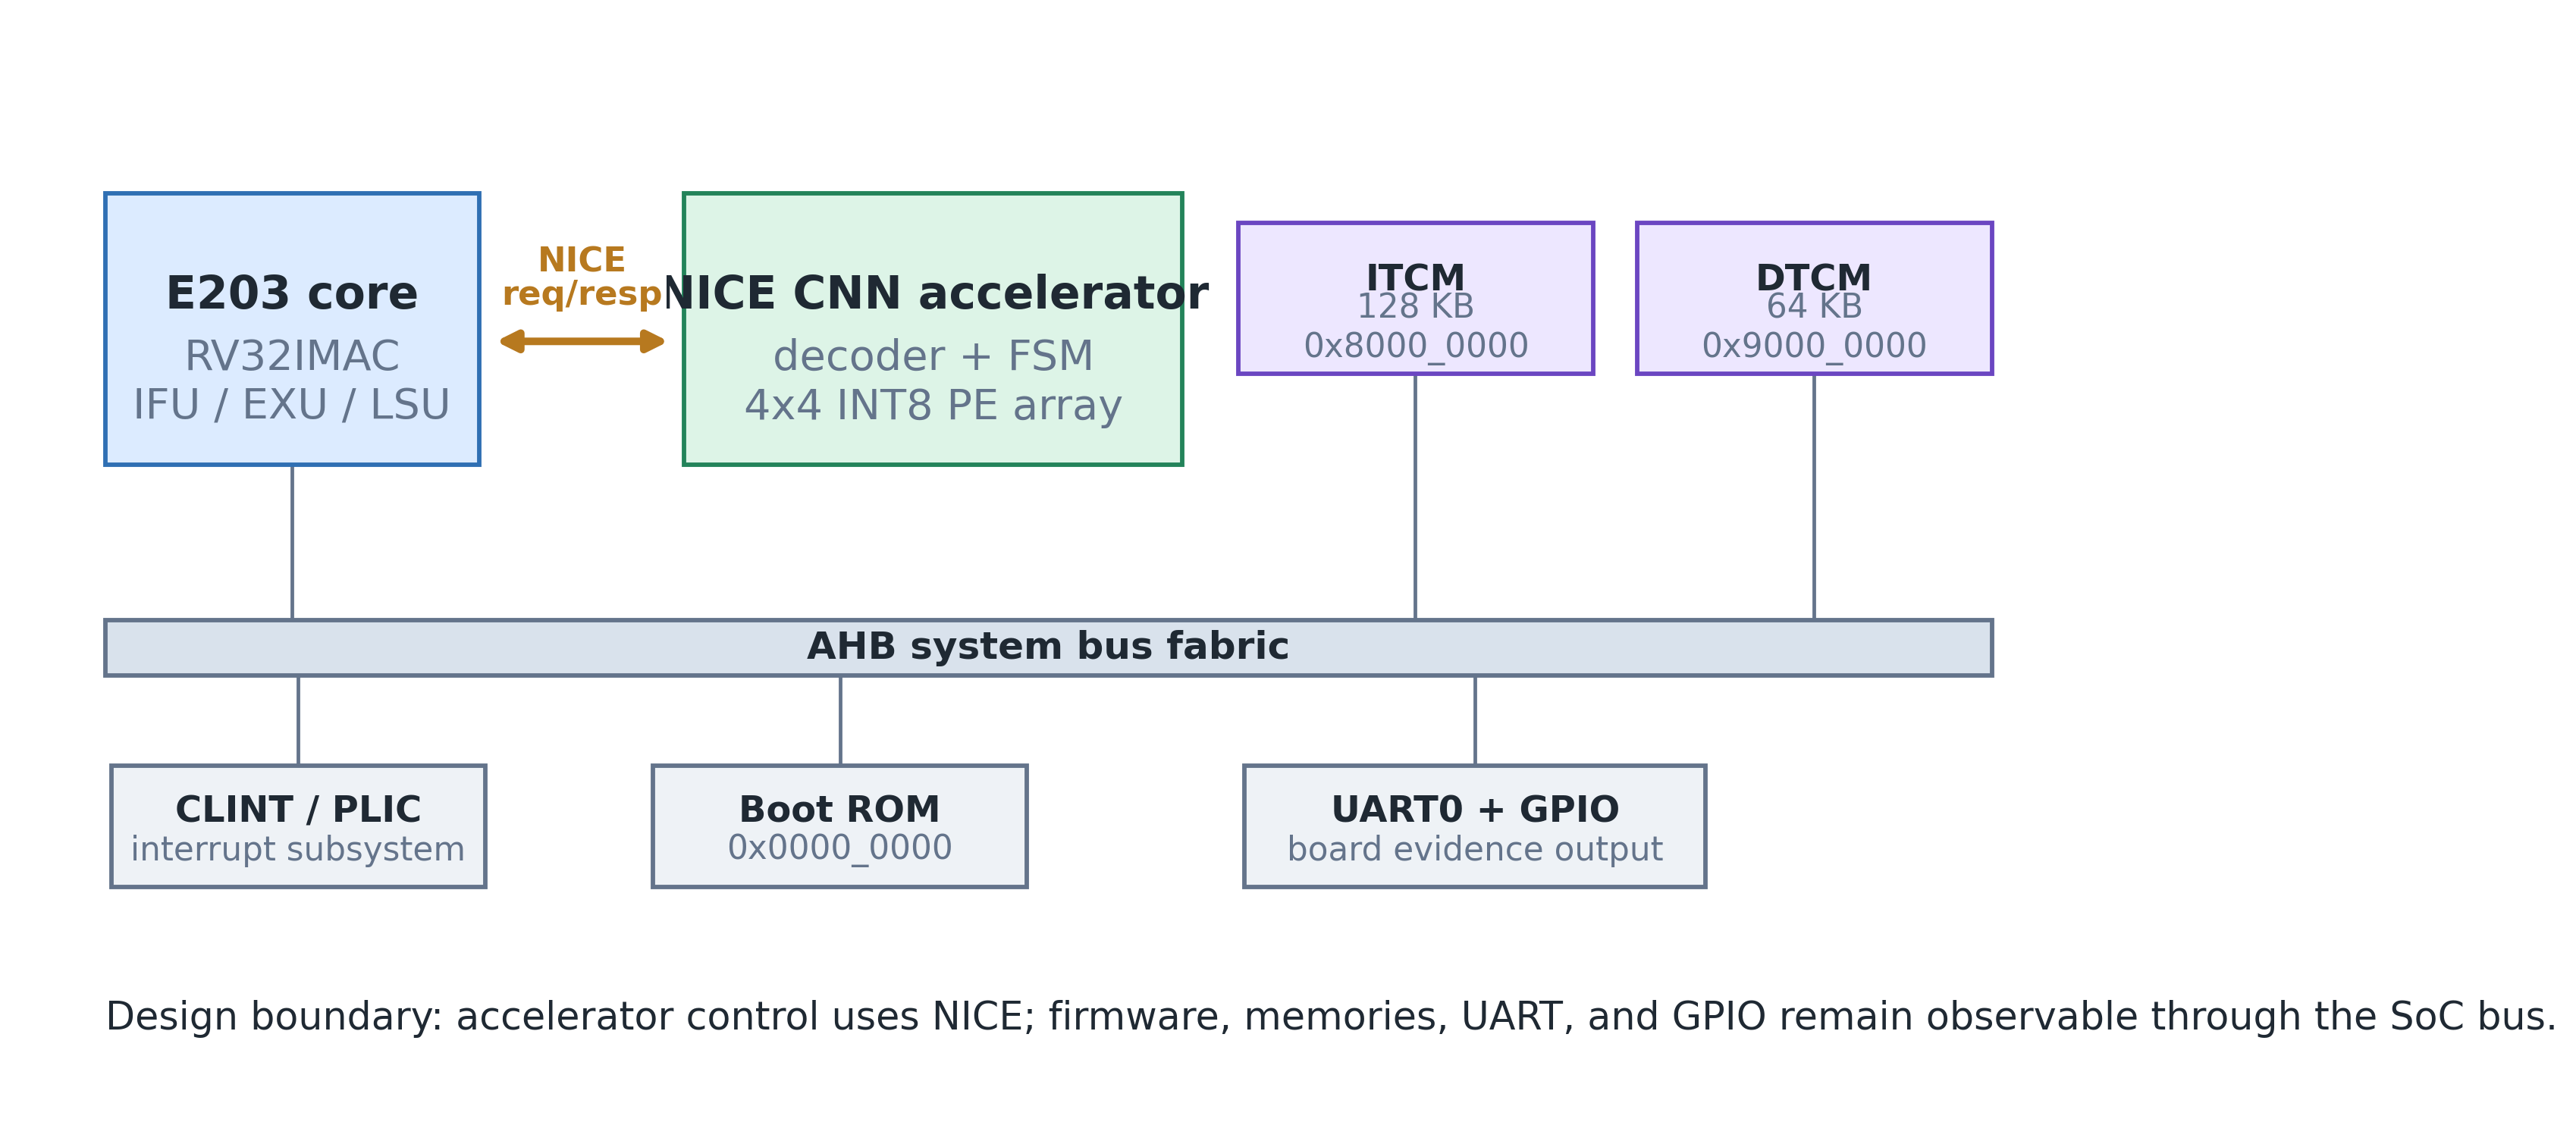 E203 core
RV32IMAC
IFU / EXU / LSU
NICE
req/resp
NICE CNN accelerator
decoder + FSM
4x4 INT8 PE array
ITCM
128 KB
0x8000_0000
DTCM
64 KB
0x9000_0000
AHB system bus fabric
CLINT / PLIC
interrupt subsystem
Boot ROM
0x0000_0000
UART0 + GPIO
board evidence output
Design boundary: accelerator control uses NICE; firmware, memories, UART, and GPIO remain observable through the SoC bus.